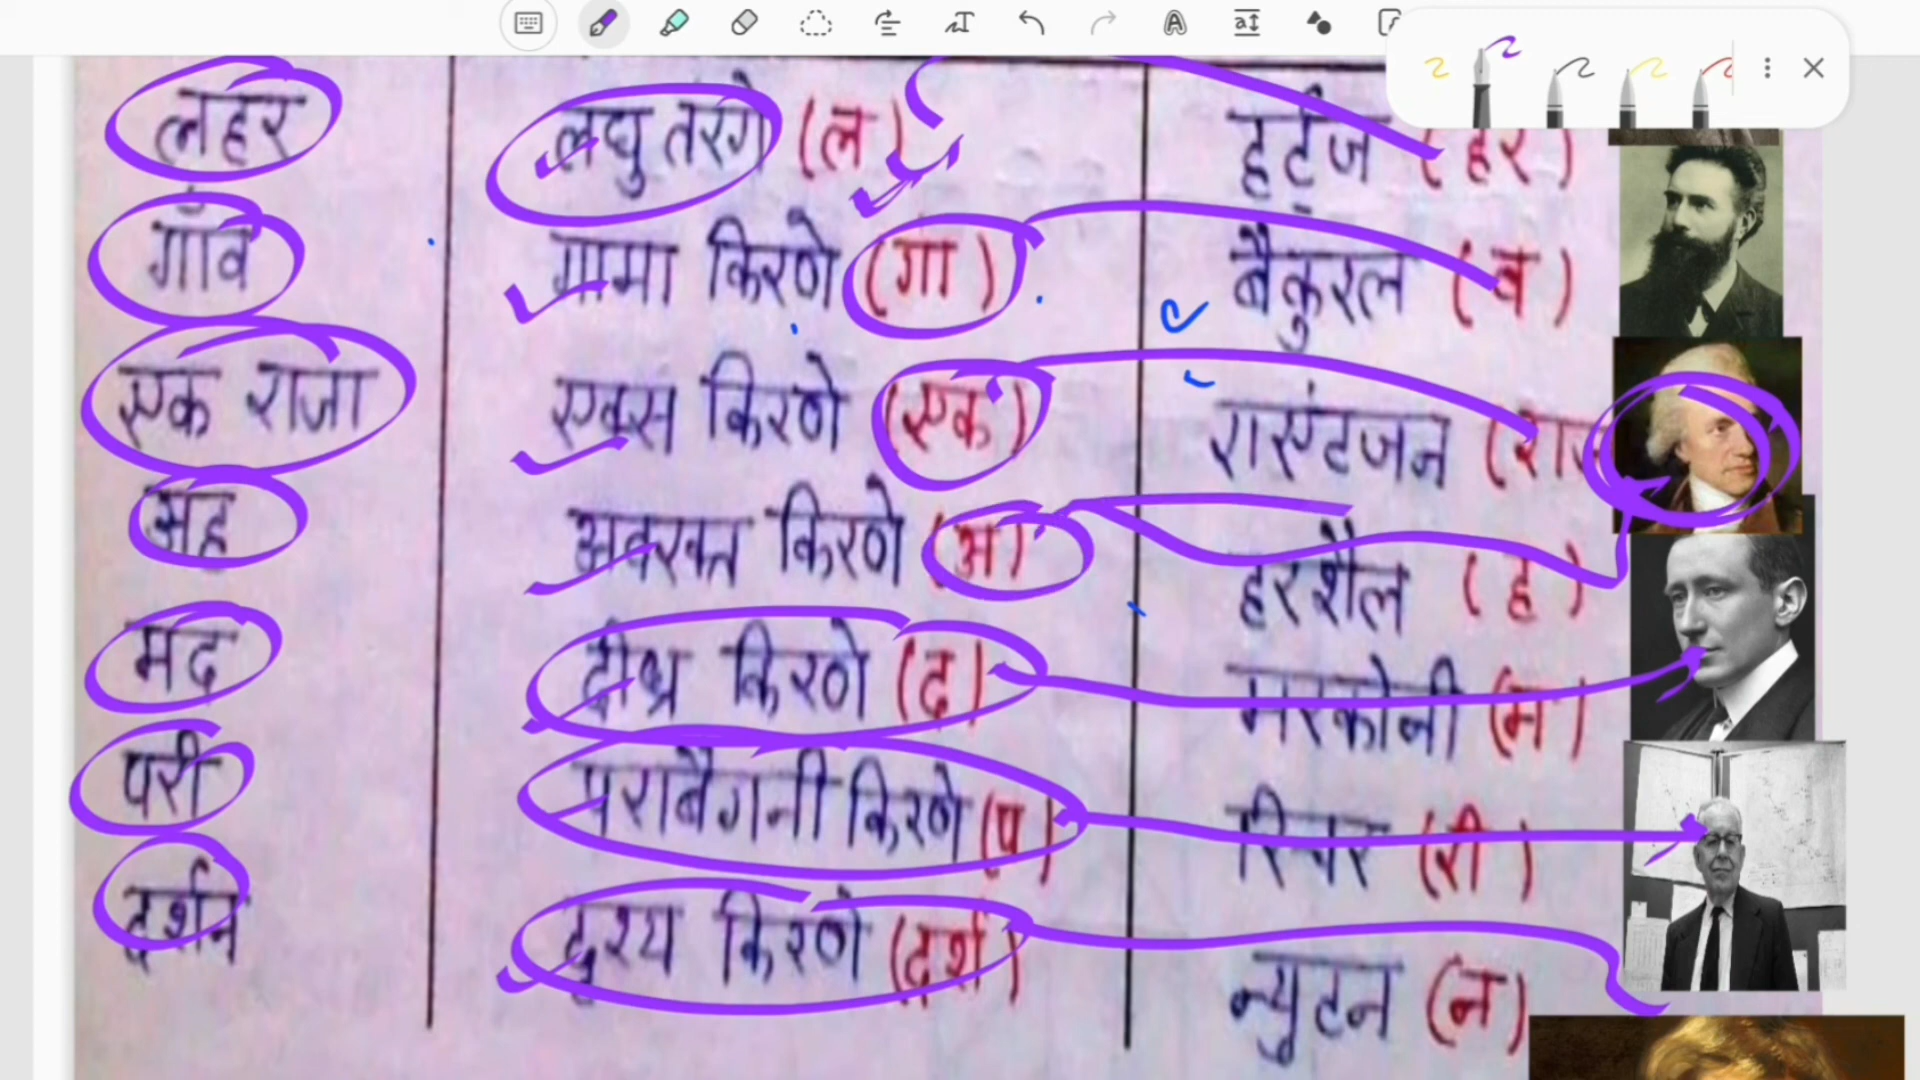 लहर लघु तरंगे (ल) हर्ट्ज (हर)
गाँव गामा किरणे (गा) बैकुरल (व)
एक राजा एक्स किरणे (एक) राएंटजन (राज
अह अवरक्त किरणे (अ) हरशैल (ह)
मद दीर्घ किरणे (द) मारकोनी (म)
परी पराबैगनी किरणे (प) रिचर (री)
दर्शन दृश्य किरणे (दर्श) न्युटन (न)